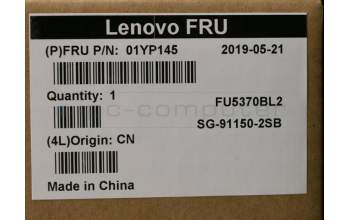 Lenovo FRU
(P)FRU P/N: 01YP145 2019-05-21
Quantity: 1 FU5370BL2
SG-91150-2SB
(4L)Origin: CN
Made in China